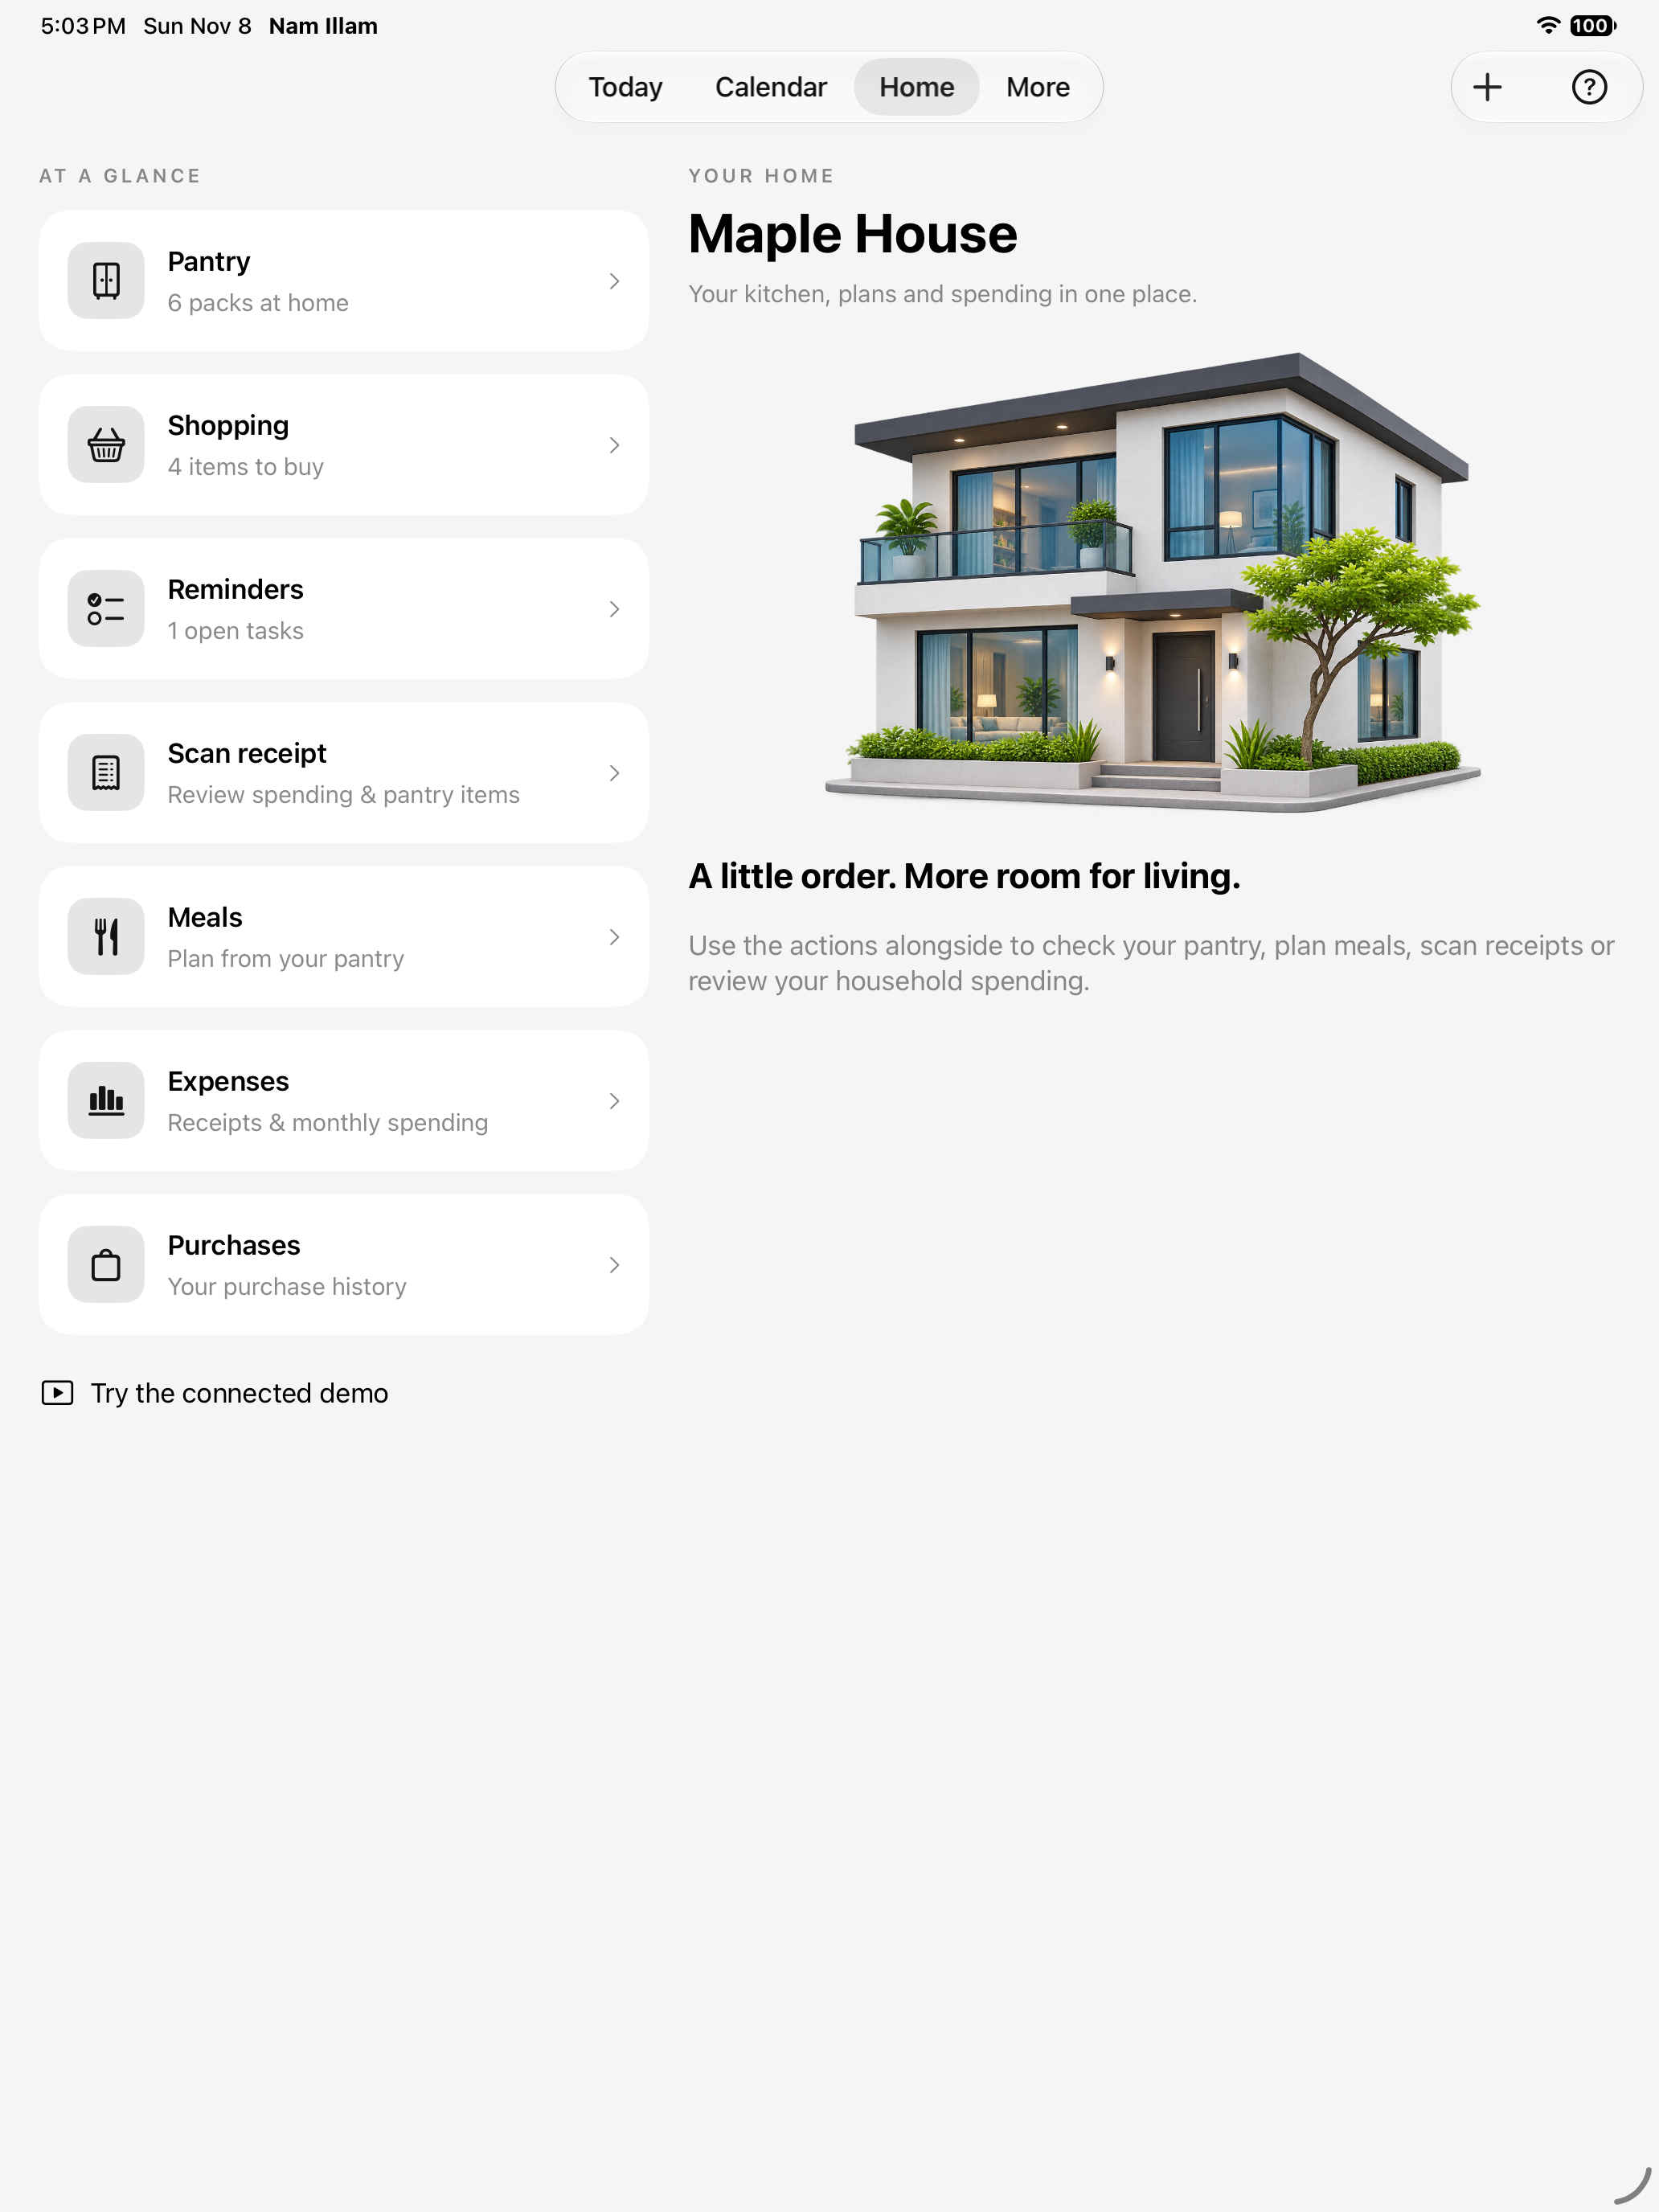 5:03 PM Sun Nov 8 Nam Illam
100
Today Calendar Home More
?
AT A GLANCE
Pantry
6 packs at home
Shopping
4 items to buy
Reminders
1 open tasks
Scan receipt
Review spending & pantry items
Meals
Plan from your pantry
Expenses
Receipts & monthly spending
Purchases
Your purchase history
Try the connected demo
YOUR HOME
Maple House
Your kitchen, plans and spending in one place.
A little order. More room for living.
Use the actions alongside to check your pantry, plan meals, scan receipts or
review your household spending.